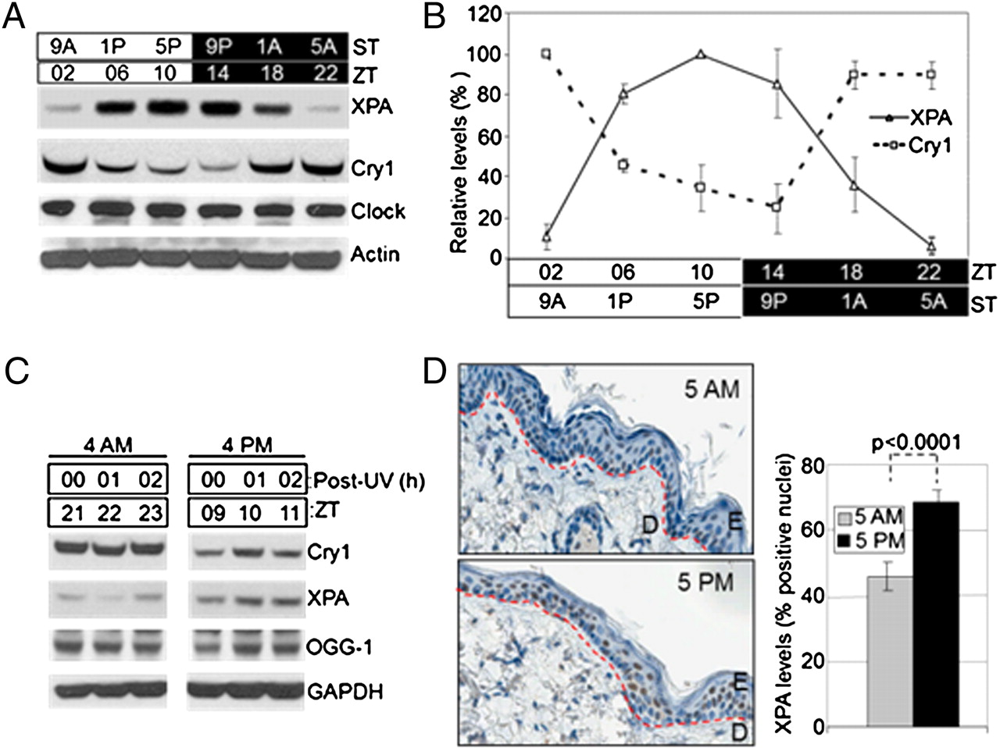 A
9A 1P 5P 9P 1A 5A ST
02 06 10 14 18 22 ZT
XPA
Cry1
Clock
Actin
B
120
100
80
60
40
20
0
Relative levels (% )
XPA
Cry1
02 06 10 14 18 22 ZT
9A 1P 5P 9P 1A 5A ST
C
4 AM 4 PM
00 01 02 00 01 02 :Post-UV (h)
21 22 23 09 10 11 :ZT
Cry1
XPA
OGG-1
GAPDH
D
5 AM
D E
5 PM
E
D
p<0.0001
80
60
40
20
0
XPA levels (% positive nuclei)
5 AM
5 PM